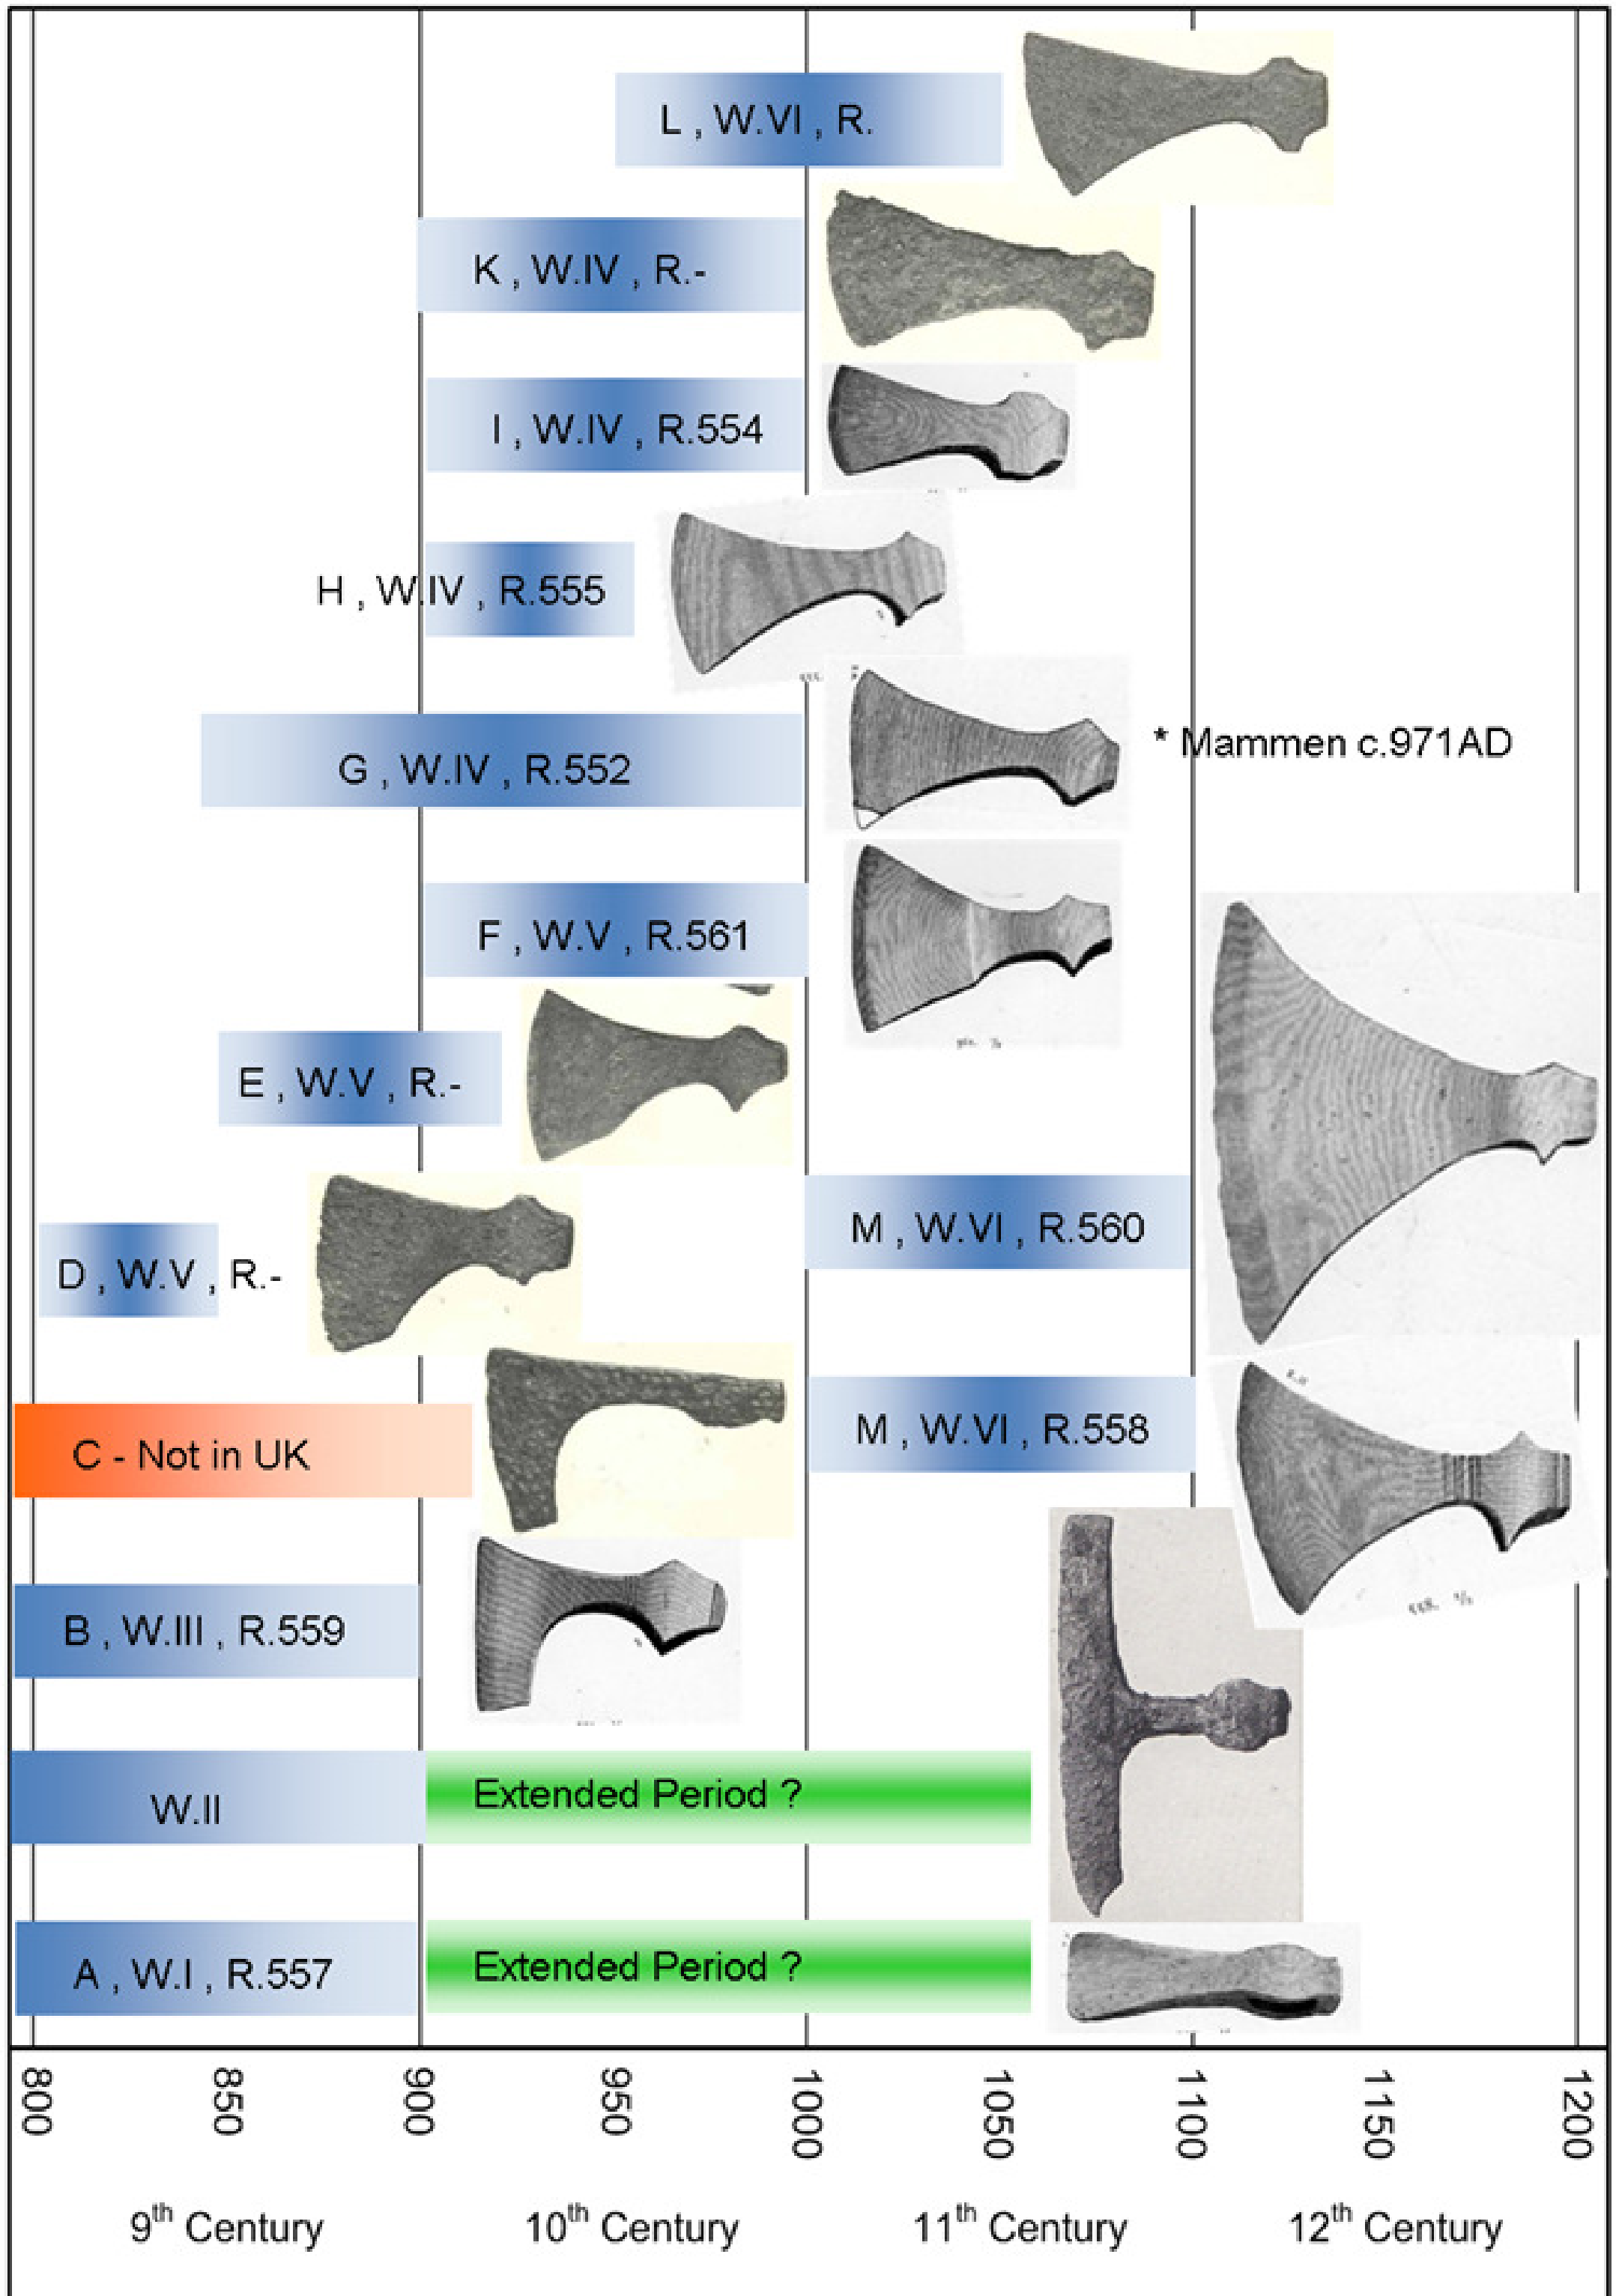 L , W.VI , R.
K , W.IV , R.-
I , W.IV , R.554
H , W.IV , R.555
* Mammen c.971AD
G , W.IV , R.552
F , W.V , R.561
E , W.V , R.-
M , W.VI , R.560
D , W.V , R.-
M , W.VI , R.558
C - Not in UK
B , W.III , R.559
W.II
Extended Period ?
A , W.I , R.557
Extended Period ?
800
850
900
950
1000
1050
1100
1150
1200
9th Century
10th Century
11th Century
12th Century